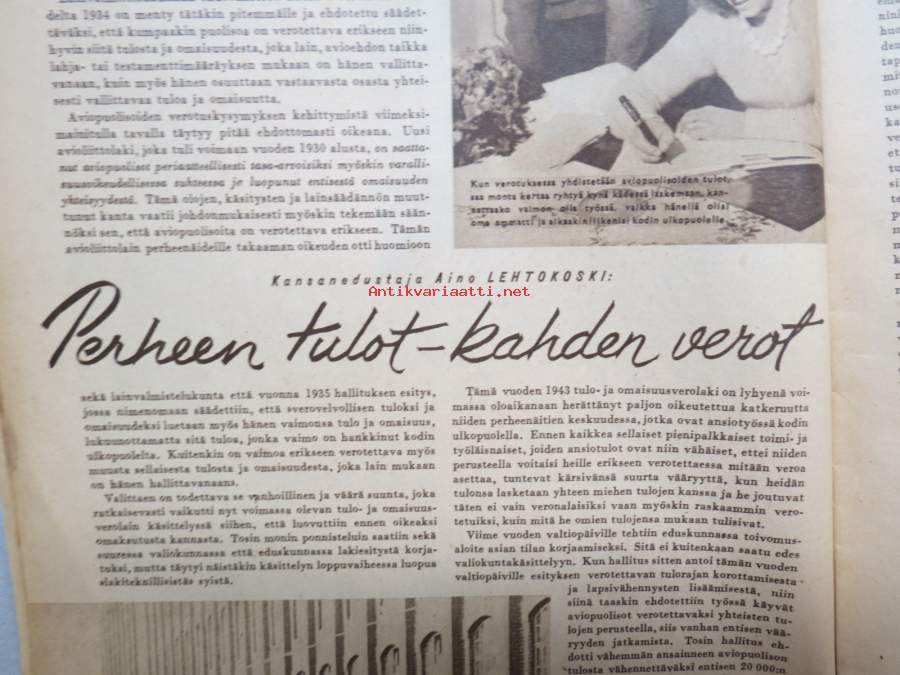 delta 1934 on menty tätäkin pitemmälle ja ehdotettu säädet-
täväksi, että kumpaakin puolisoa on verotettava erikseen niin-
hyvin siitä tulosta ja omaisuudesta, joka lain, avioehdon taikka
lahja- tai testamenttimääräyksen mukaan on hänen vallitta-
vanaan, kuin myös hänen osuuttaan vastaavasta osasta yhtei-
sesti vallittavaa tuloa ja omaisuutta.
Aviopuolisoiden verotuskysymyksen kehittymistä viimeksi-
mainitulla tavalla täytyy pitää ehdottomasti oikeana. Uusi
avioliittolaki, joka tuli voimaan vuoden 1930 alusta, on saatta-
nut aviopuolisot periaatteellisesti tasa-arvoisiksi myöskin varalli-
suusoikeudellisessa suhteessa ja luopunut entisestä omaisuuden
yhteisyydestä. Tämä olojen, käsitysten ja lainsäädännön muut-
tunut kanta vaatii johdonmukaisesti myöskin tekemään sään-
nöksi sen, että aviopuolisoita on verotettava erikseen. Tämän
avioliittolain perheenäideille takaaman oikeuden otti huomioon
Kun verotuksessa yhdistetään aviopuolisoiden tulot,
saa monta kertaa ryhtyä kynä kädessä laskemaan, kan-
nattaako vaimon olla työssä, vaikka hänellä olisi
oma ammatti ja aikaakin liikenisi kodin ulkopuolelle.
Kansanedustaja Aino LEHTOKOSKI:
Antikvariaatti.net
Perheen tulot – kahden verot
sekä lainvalmistelukunta että vuonna 1935 hallituksen esitys,
jossa nimenomaan säädettiin, että »verovelvollisen tuloksi ja
omaisuudeksi luetaan myös hänen vaimonsa tulo ja omaisuus,
lukuunottamatta sitä tuloa, jonka vaimo on hankkinut kodin
ulkopuolelta. Kuitenkin on vaimoa erikseen verotettava myös
muusta sellaisesta tulosta ja omaisuudesta, joka lain mukaan
on hänen hallittavanaan».
Valittaen on todettava se vanhoillinen ja väärä suunta, joka
ratkaisevasti vaikutti nyt voimassa olevan tulo- ja omaisuus-
verolain käsittelyssä siihen, että luovuttiin ennen oikeaksi
omaksutusta kannasta. Tosin monin ponnisteluin saatiin sekä
suuressa valiokunnassa että eduskunnassa lakiesitystä korja-
tuksi, mutta täytyi näistäkin käsittelyn loppuvaiheessa luopua
»lakiteknillisistä» syistä.
Tämä vuoden 1943 tulo- ja omaisuusverolaki on lyhyenä voi-
massa oloaikanaan herättänyt paljon oikeutettua katkeruutta
niiden perheenäitien keskuudessa, jotka ovat ansiotyössä kodin
ulkopuolella. Ennen kaikkea sellaiset pienipalkkaiset toimi- ja
työläisnaiset, joiden ansiotulot ovat niin vähäiset, ettei niiden
perusteella voitaisi heille erikseen verotettaessa mitään veroa
asettaa, tuntevat kärsivänsä suurta vääryyttä, kun heidän
tulonsa lasketaan yhteen miehen tulojen kanssa ja he joutuvat
täten ei vain veronalaisiksi vaan myöskin raskaammin vero-
tetuiksi, kuin mitä he omien tulojensa mukaan tulisivat.
Viime vuoden valtiopäiville tehtiin eduskunnassa toivomus-
aloite asian tilan korjaamiseksi. Sitä ei kuitenkaan saatu edes
valiokuntakäsittelyyn. Kun hallitus sitten antoi tämän vuoden
valtiopäiville esityksen verotettavan tulorajan korottamisesta
ja lapsivähennysten lisäämisestä, niin
siinä taaskin ehdotettiin työssä käyvät
aviopuolisot verotettavaksi yhteisten tu-
lojen perusteella, siis vanhan entisen vää-
ryyden jatkamista. Tosin hallitus eh-
dotti vähemmän ansainneen aviopuolison
tulosta vähennettäväksi entisen 20 000:n